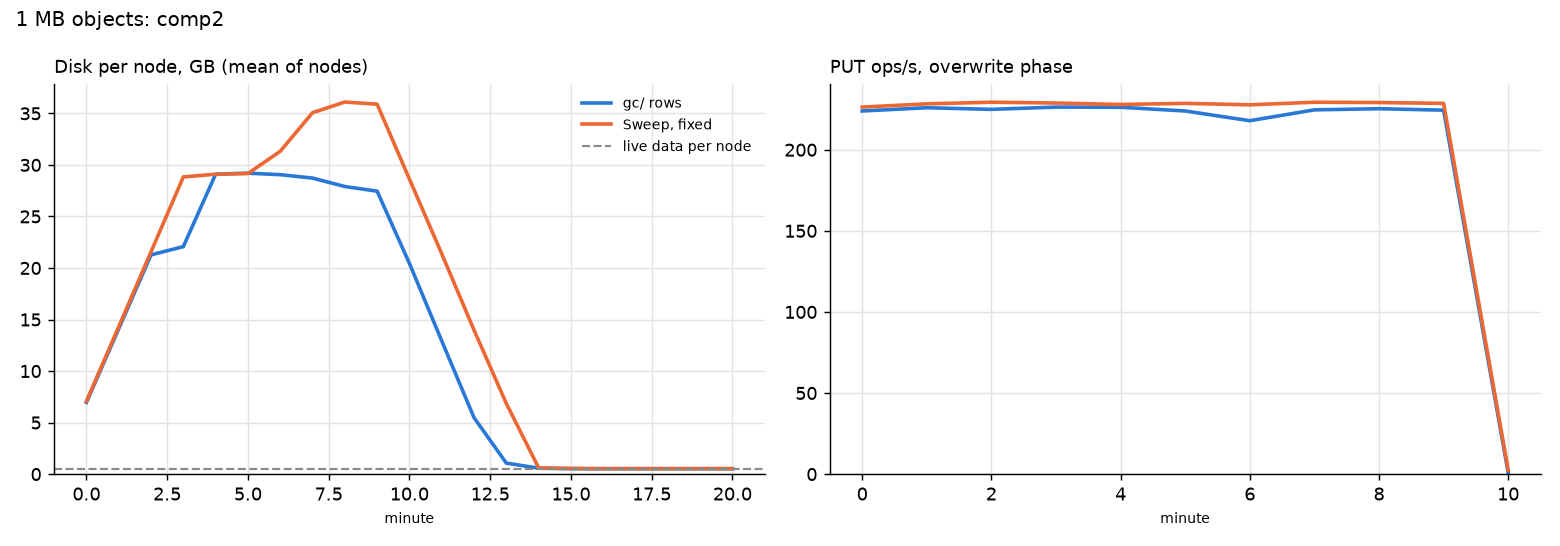 1 MB objects: comp2
Disk per node, GB (mean of nodes)
35
30
25
20
15
10
5
0
gc/ rows
Sweep, fixed
live data per node
0.0 2.5 5.0 7.5 10.0 12.5 15.0 17.5 20.0
minute
PUT ops/s, overwrite phase
200
150
100
50
0
0 2 4 6 8 10
minute